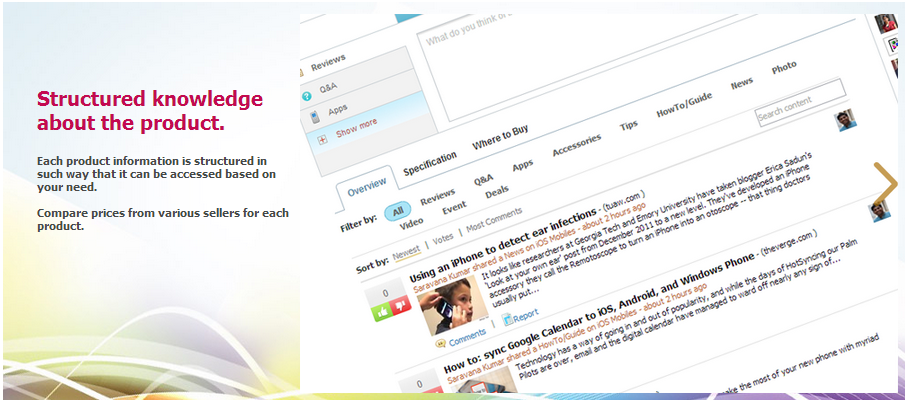 Structured knowledge
about the product.
Each product information is structured in
such way that it can be accessed based on
your need.
Compare prices from various sellers for each
product.
What do you think of
Reviews
Q&A
Apps
Show more
Overview
Specification
Where to Buy
Filter by:
All
Reviews
Q&A
Apps
Accessories
Tips
HowTo/Guide
News
Photo
Video
Event
Deals
Search content
Sort by: Newest | Votes | Most Comments
0
Using an iPhone to detect ear infections - (tuaw.com )
Saravana Kumar shared a News on iOS Mobiles - about 2 hours ago
It looks like researchers at Georgia Tech and Emory University have taken blogger Erica Sadun's
'Look at your own ear' post from December 2011 to a new level. They've developed an iPhone
accessory they call the Remotoscope to turn an iPhone into an otoscope -- that thing doctors
usually put...
Comments | Report
0
How to: sync Google Calendar to iOS, Android, and Windows Phone - (theverge.com )
Saravana Kumar shared a HowTo/Guide on iOS Mobiles - about 2 hours ago
Technology has a way of going in and out of popularity, and while the days of HotSyncing our Palm
Pilots are over, email and the digital calendar have managed to ward off nearly any sign of...
0
make the most of your new phone with myriad